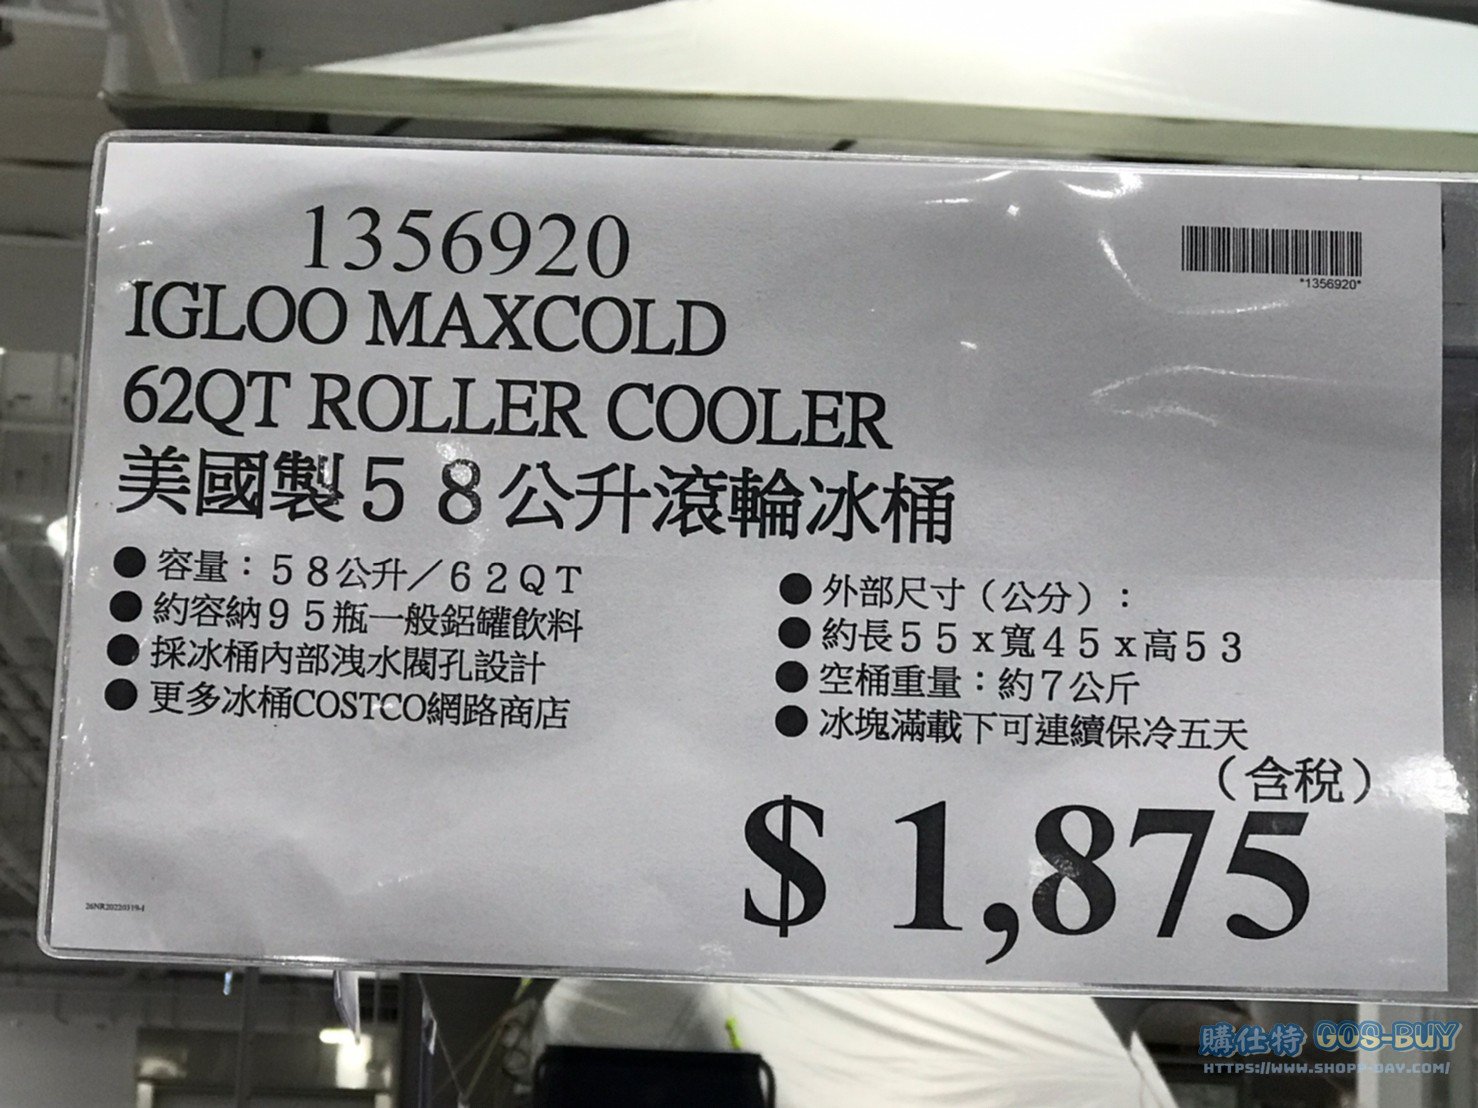 1356920
*1356920*
IGLOO MAXCOLD
62QT ROLLER COOLER
美國製58公升滾輪冰桶
●容量：58公升／62QT
●約容納95瓶一般鋁罐飲料
●採冰桶內部洩水閥孔設計
●更多冰桶COSTCO網路商店
●外部尺寸（公分）：
●約長55x寬45x高53
●空桶重量：約7公斤
●冰塊滿載下可連續保冷五天
（含稅）
$ 1,875
26NR20220319-1
購仕特 GOS-BUY
HTTPS://WWW.SHOPP-DAY.COM/